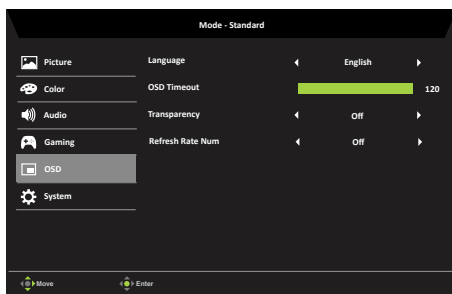 Mode - Standard
Picture
Language
English
Color
OSD Timeout
120
Audio
Transparency
Off
Gaming
Refresh Rate Num
Off
OSD
System
Move
Enter